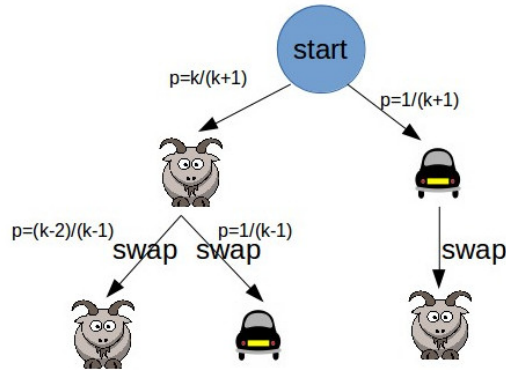 start
p=k/(k+1)
p=1/(k+1)
p=(k-2)/(k-1)
p=1/(k-1)
swap
swap
swap